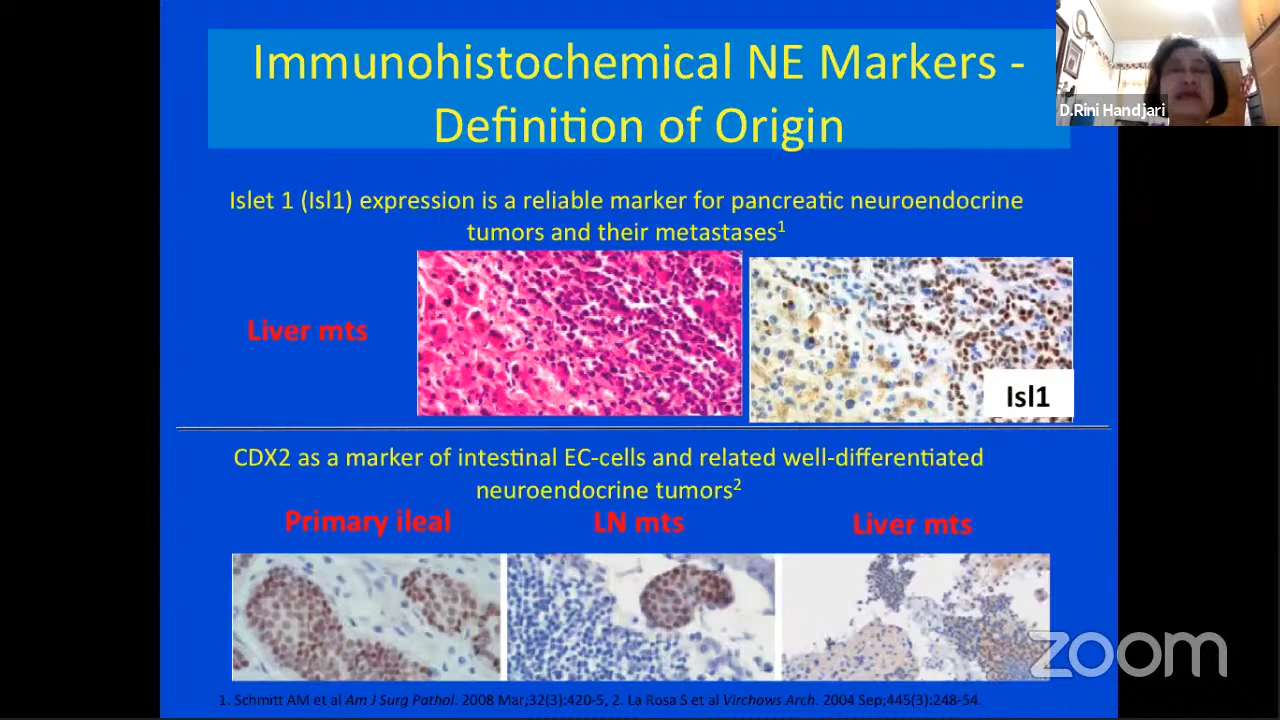 Immunohistochemical NE Markers -
Definition of Origin
D.Rini Handjari
Islet 1 (Isl1) expression is a reliable marker for pancreatic neuroendocrine
tumors and their metastases¹
Liver mts
Isl1
CDX2 as a marker of intestinal EC-cells and related well-differentiated
neuroendocrine tumors²
Primary ileal LN mts Liver mts
zoom
1. Schmitt AM et al Am J Surg Pathol. 2008 Mar;32(3):420-5, 2. La Rosa S et al Virchows Arch. 2004 Sep;445(3):248-54.